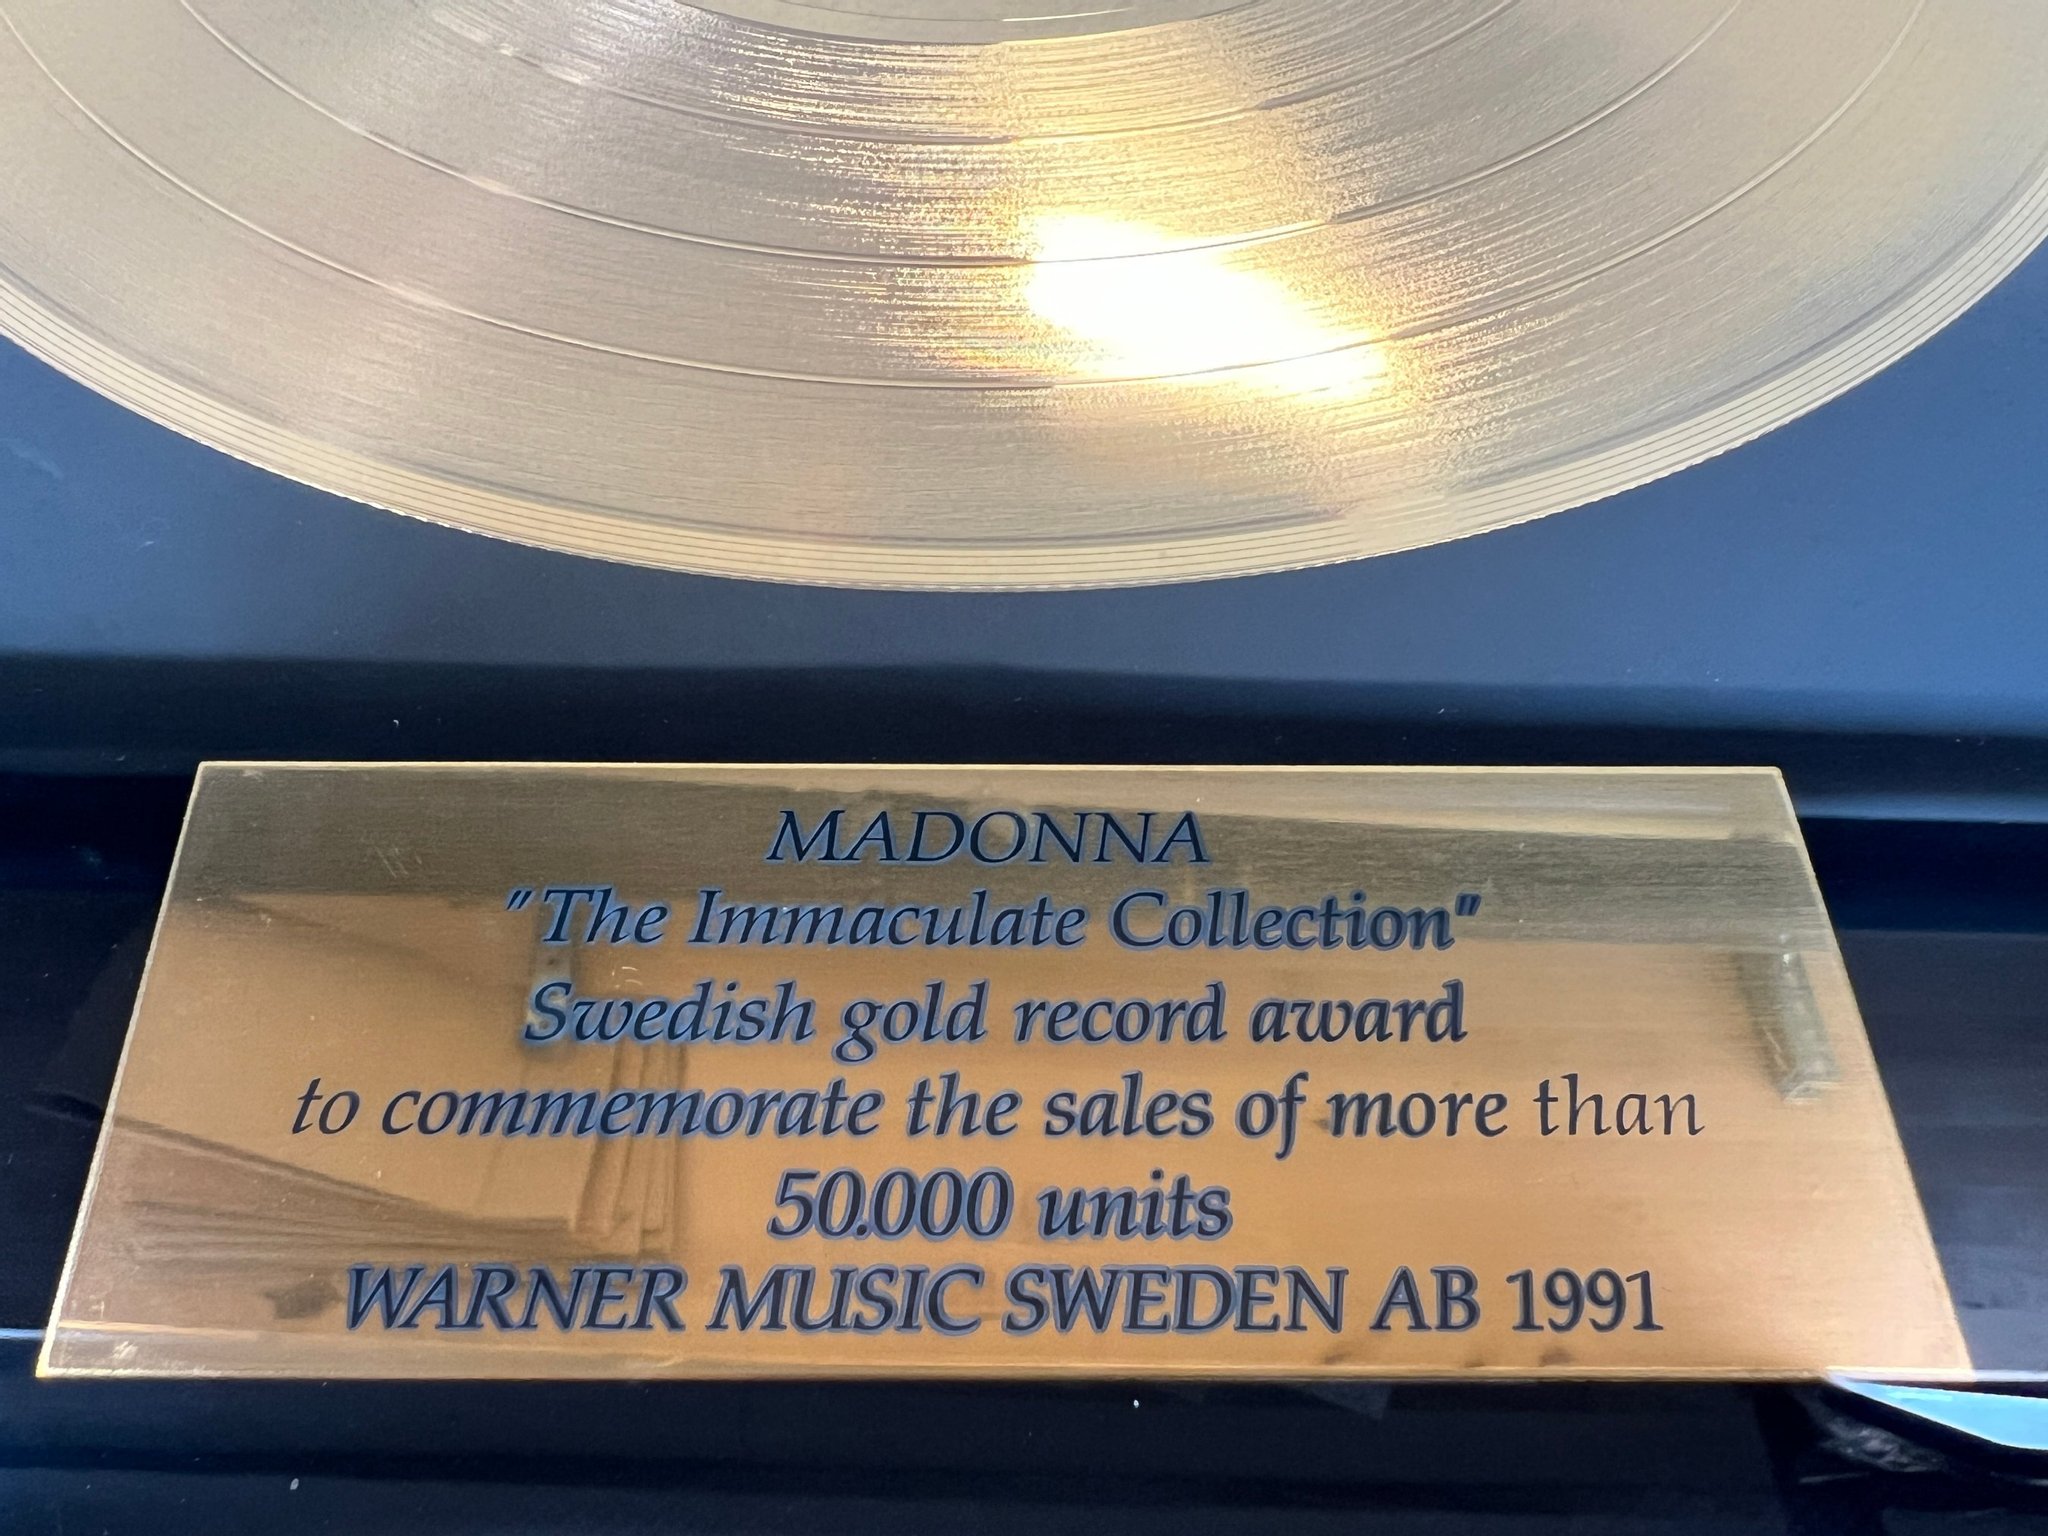 MADONNA
"The Immaculate Collection"
Swedish gold record award
to commemorate the sales of more than
50.000 units
WARNER MUSIC SWEDEN AB 1991